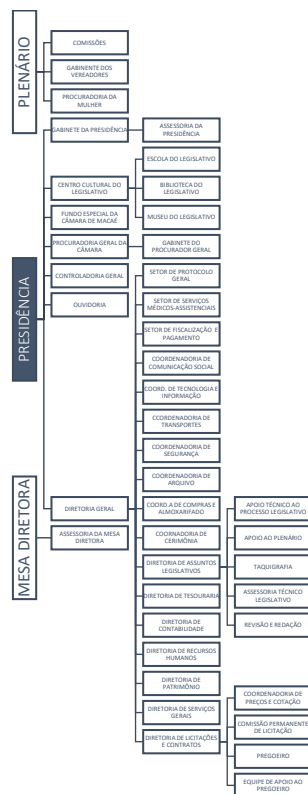 PLENÁRIO
COMISSÕES
GABINENTE DOS
VEREADORES
PROCURADORIA DA
MULHER
PRESIDÊNCIA
GABINETE DA PRESIDÊNCIA
ASSESSORIA DA
PRESIDÊNCIA
CENTRO CULTURAL DO
LEGISLATIVO
ESCOLA DO LEGISLATIVO
BIBLIOTECA DO
LEGISLATIVO
MUSEU DO LEGISLATIVO
FUNDO ESPECIAL DA
CÂMARA DE MACAÉ
PROCURADORIA GERAL DA
CÂMARA
GABINETE DO
PROCURADOR GERAL
CONTROLADORIA GERAL
OUVIDORIA
DIRETORIA GERAL
SETOR DE PROTOCOLO
GERAL
SETOR DE SERVIÇOS
MÉDICOS-ASSISTENCIAIS
SETOR DE FISCALIZAÇÃO E
PAGAMENTO
COORDENADORIA DE
COMUNICAÇÃO SOCIAL
COORD. DE TECNOLOGIA E
INFORMAÇÃO
CCORDENADORIA DE
TRANSPORTES
COORDENADORIA DE
SEGURANÇA
COORDENADORIA DE
ARQUIVO
COORD.A DE COMPRAS E
ALMOXARIFADO
COORNADORIA DE
CERIMÔNIA
DIRETORIA DE ASSUNTOS
LEGISLATIVOS
APOIO TÉCNICO AO
PROCESSO LEGISLATIVO
APOIO AO PLENÁRIO
TAQUIGRAFIA
ASSESSORIA TÉCNICO
LEGISLATIVO
REVISÃO E REDAÇÃO
DIRETORIA DE TESOURARIA
DIRETORIA DE
CONTABILIDADE
DIRETORIA DE RECURSOS
HUMANOS
DIRETORIA DE
PATRIMÔNIO
DIRETORIA DE SERVIÇOS
GERAIS
DIRETORIA DE LICITAÇÕES
E CONTRATOS
COORDENADORIA DE
PREÇOS E COTAÇÃO
COMISSÃO PERMANENTE
DE LICITAÇÃO
PREGOEIRO
EQUIPE DE APOIO AO
PREGOEIRO
MESA DIRETORA
ASSESSORIA DA MESA
DIRETORA